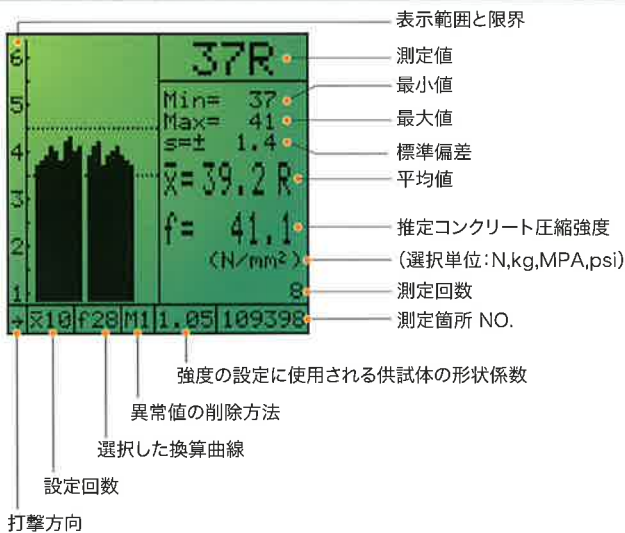 表示範囲と限界
6
37R
測定値
Min= 37
最小値
5
Max= 41
最大値
s=± 1.4
標準偏差
4
x̄=39.2 R
平均値
3
f= 41.1
推定コンクリート圧縮強度
2
(N/mm²)
(選択単位:N,kg,MPA,psi)
1
8
測定回数
→ x̄10 f28 M1 1.05 109398
測定箇所 NO.
強度の設定に使用される供試体の形状係数
異常値の削除方法
選択した換算曲線
設定回数
打撃方向